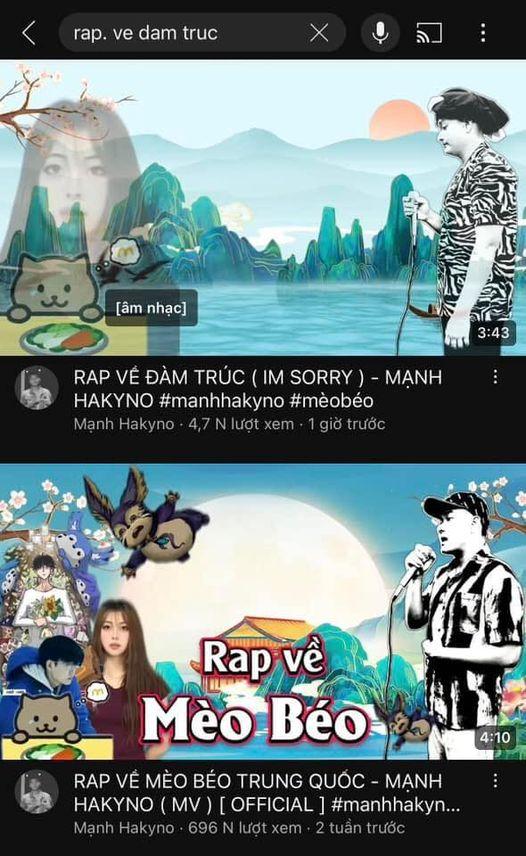 rap. ve dam truc
[âm nhạc]
3:43
RAP VỀ ĐÀM TRÚC ( IM SORRY ) - MẠNH
HAKYNO #manhhakyno #mèobéo
Mạnh Hakyno · 4,7 N lượt xem · 1 giờ trước
Rap về
Mèo Béo
4:10
RAP VỀ MÈO BÉO TRUNG QUỐC - MẠNH
HAKYNO ( MV ) [ OFFICIAL ] #manhhakyn...
Mạnh Hakyno · 696 N lượt xem · 2 tuần trước